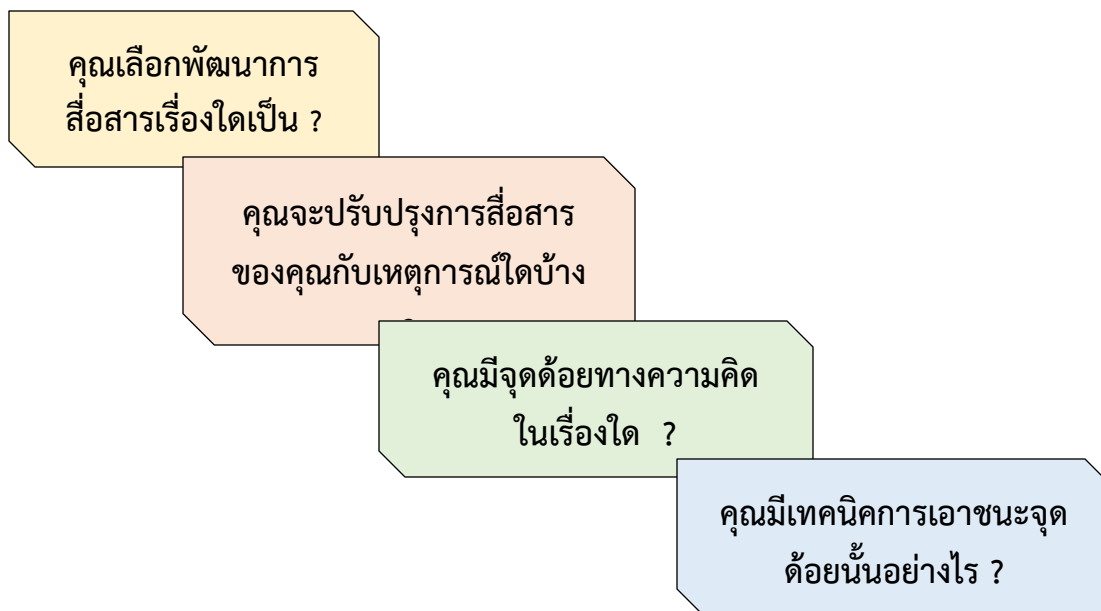 คุณเลือกพัฒนาการ
สื่อสารเรื่องใดเป็น ?
คุณจะปรับปรุงการสื่อสาร
ของคุณกับเหตุการณ์ใดบ้าง
คุณมีจุดด้อยทางความคิด
ในเรื่องใด ?
คุณมีเทคนิคการเอาชนะจุด
ด้อยนั้นอย่างไร ?